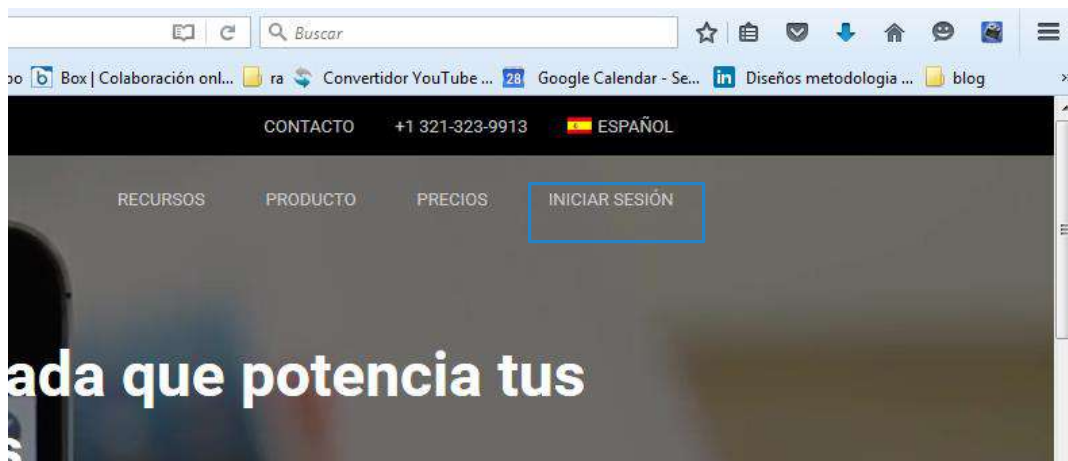 Buscar
bo Box | Colaboración onl... ra Convertidor YouTube ... 28 Google Calendar - Se... in Diseños metodologia ... blog »
CONTACTO +1 321-323-9913 ESPAÑOL
RECURSOS PRODUCTO PRECIOS INICIAR SESIÓN
ada que potencia tus
s